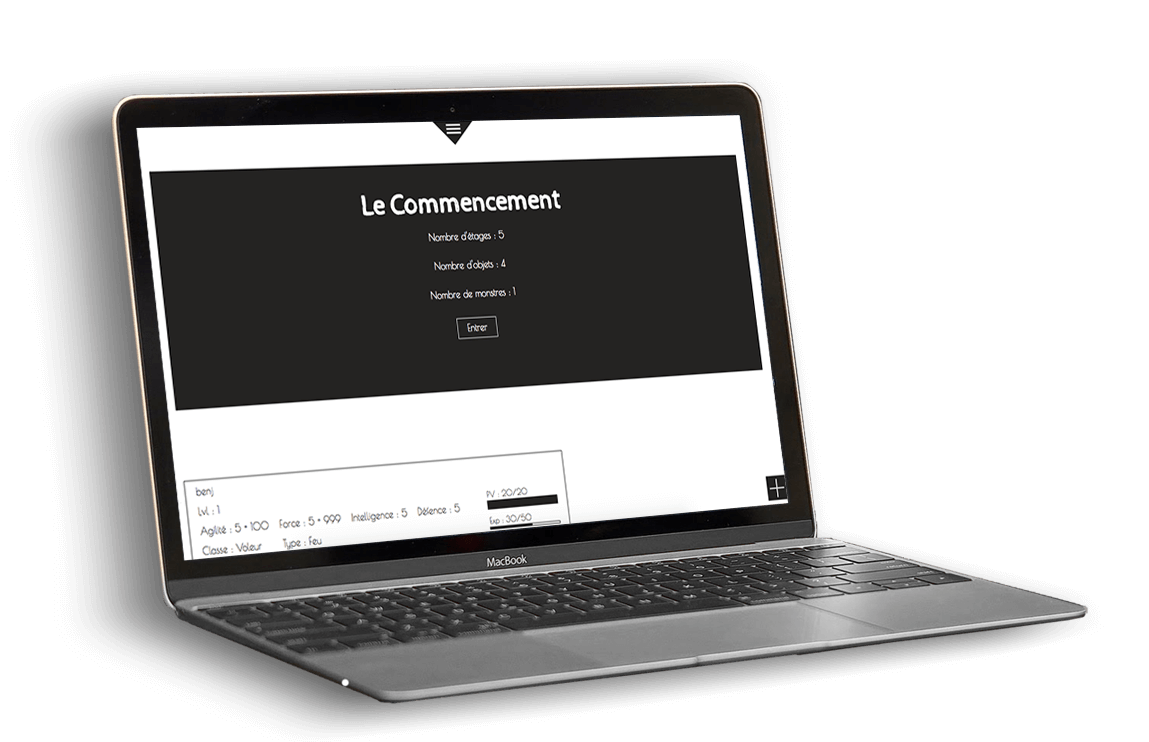 Le Commencement
Nombre d'étages : 5
Nombre d'objets : 4
Nombre de monstres : 1
Entrer
benj
Lvl : 1
PV : 20/20
Agilité : 5 + 100 Force : 5 + 999 Intelligence : 5 Défence : 5
Exp : 30/50
Classe : Voleur Type : Feu
MacBook